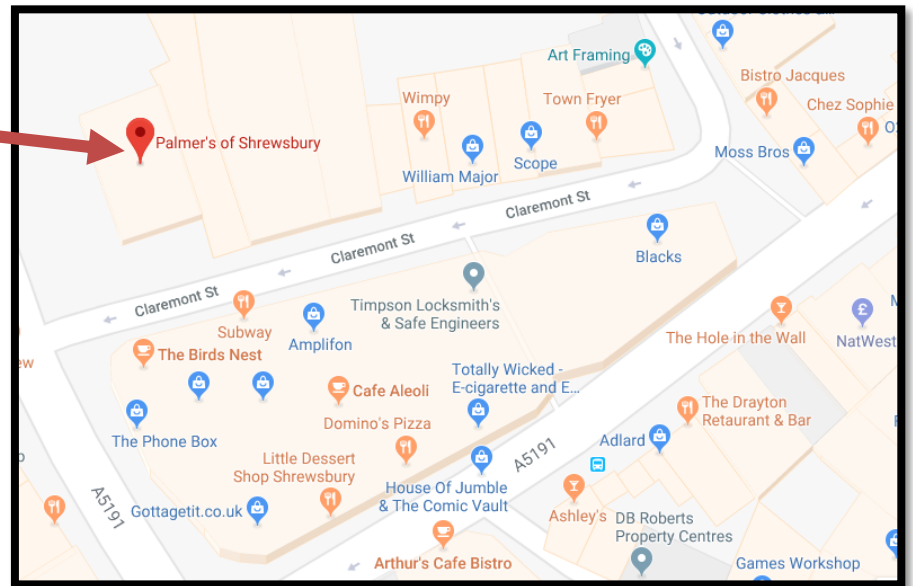 Art Framing
Bistro Jacques
Wimpy
Town Fryer
Chez Sophie
Palmer's of Shrewsbury
Moss Bros
William Major
Scope
Claremont St
Claremont St
Blacks
Claremont St
Timpson Locksmith's
& Safe Engineers
Subway
Amplifon
The Hole in the Wall
NatWest
The Birds Nest
Totally Wicked -
E-cigarette and E...
Cafe Aleoli
The Drayton
Retaurant & Bar
Domino's Pizza
The Phone Box
Adlard
A5191
Little Dessert
Shop Shrewsbury
A5191
House Of Jumble
& The Comic Vault
Gottagetit.co.uk
Ashley's
DB Roberts
Property Centres
Arthur's Cafe Bistro
Games Workshop